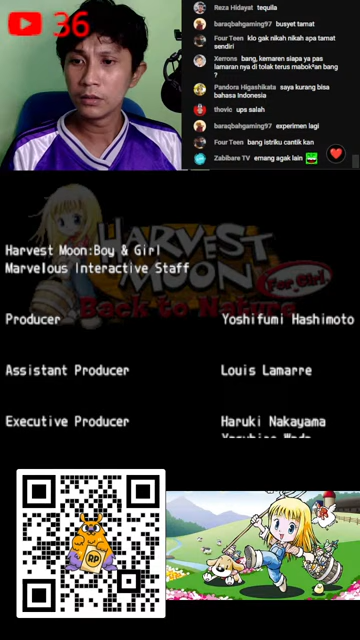 36
Reza Hidayat tequila
baraqbahgaming97 busyet tamat
Four Teen klo gak nikah nikah apa tamat
sendiri
Xerrons bang, kemaren siapa ya pas
lamaran nya di tolak terus mabok²an bang
?
Pandora Higashikata saya kurang bisa
bahasa Indonesia
thovic ups salah
baraqbahgaming97 experimen lagi
Four Teen bang istriku cantik kan
Zabibare TV emang agak lain
HARVEST
MOON
For Girl
Back to Nature
Harvest Moon:Boy & Girl
Marvelous Interactive Staff
Producer Yoshifumi Hashimoto
Assistant Producer Louis Lamarre
Executive Producer Haruki Nakayama
RP